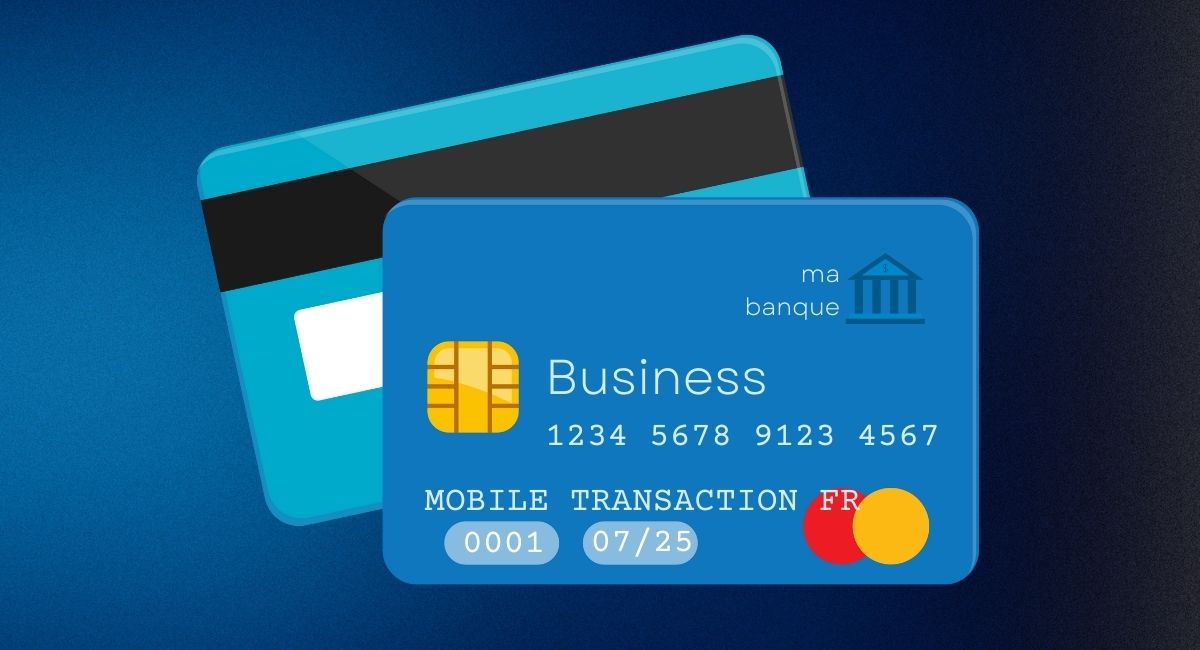 ma
banque
$
Business
1234 5678 9123 4567
MOBILE TRANSACTION FR
0001 07/25